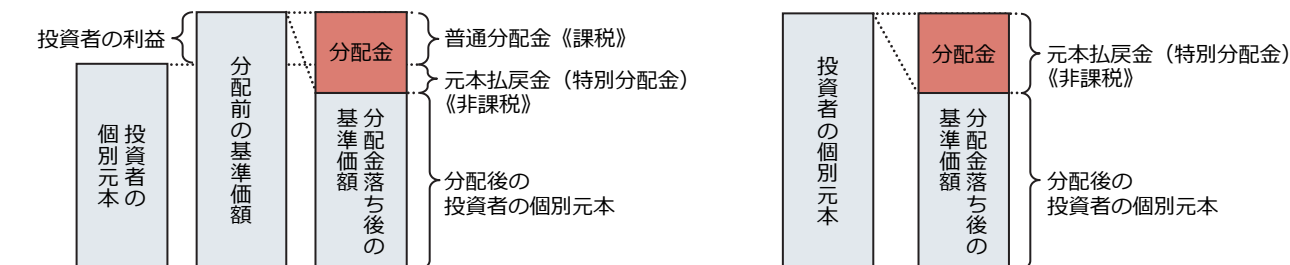 投資者の利益
投資者の
個別元本
分配前の基準価額
分配金
分配金落ち後の
基準価額
普通分配金《課税》
元本払戻金（特別分配金）
《非課税》
分配後の
投資者の個別元本
投資者の個別元本
分配金
分配金落ち後の
基準価額
元本払戻金（特別分配金）
《非課税》
分配後の
投資者の個別元本